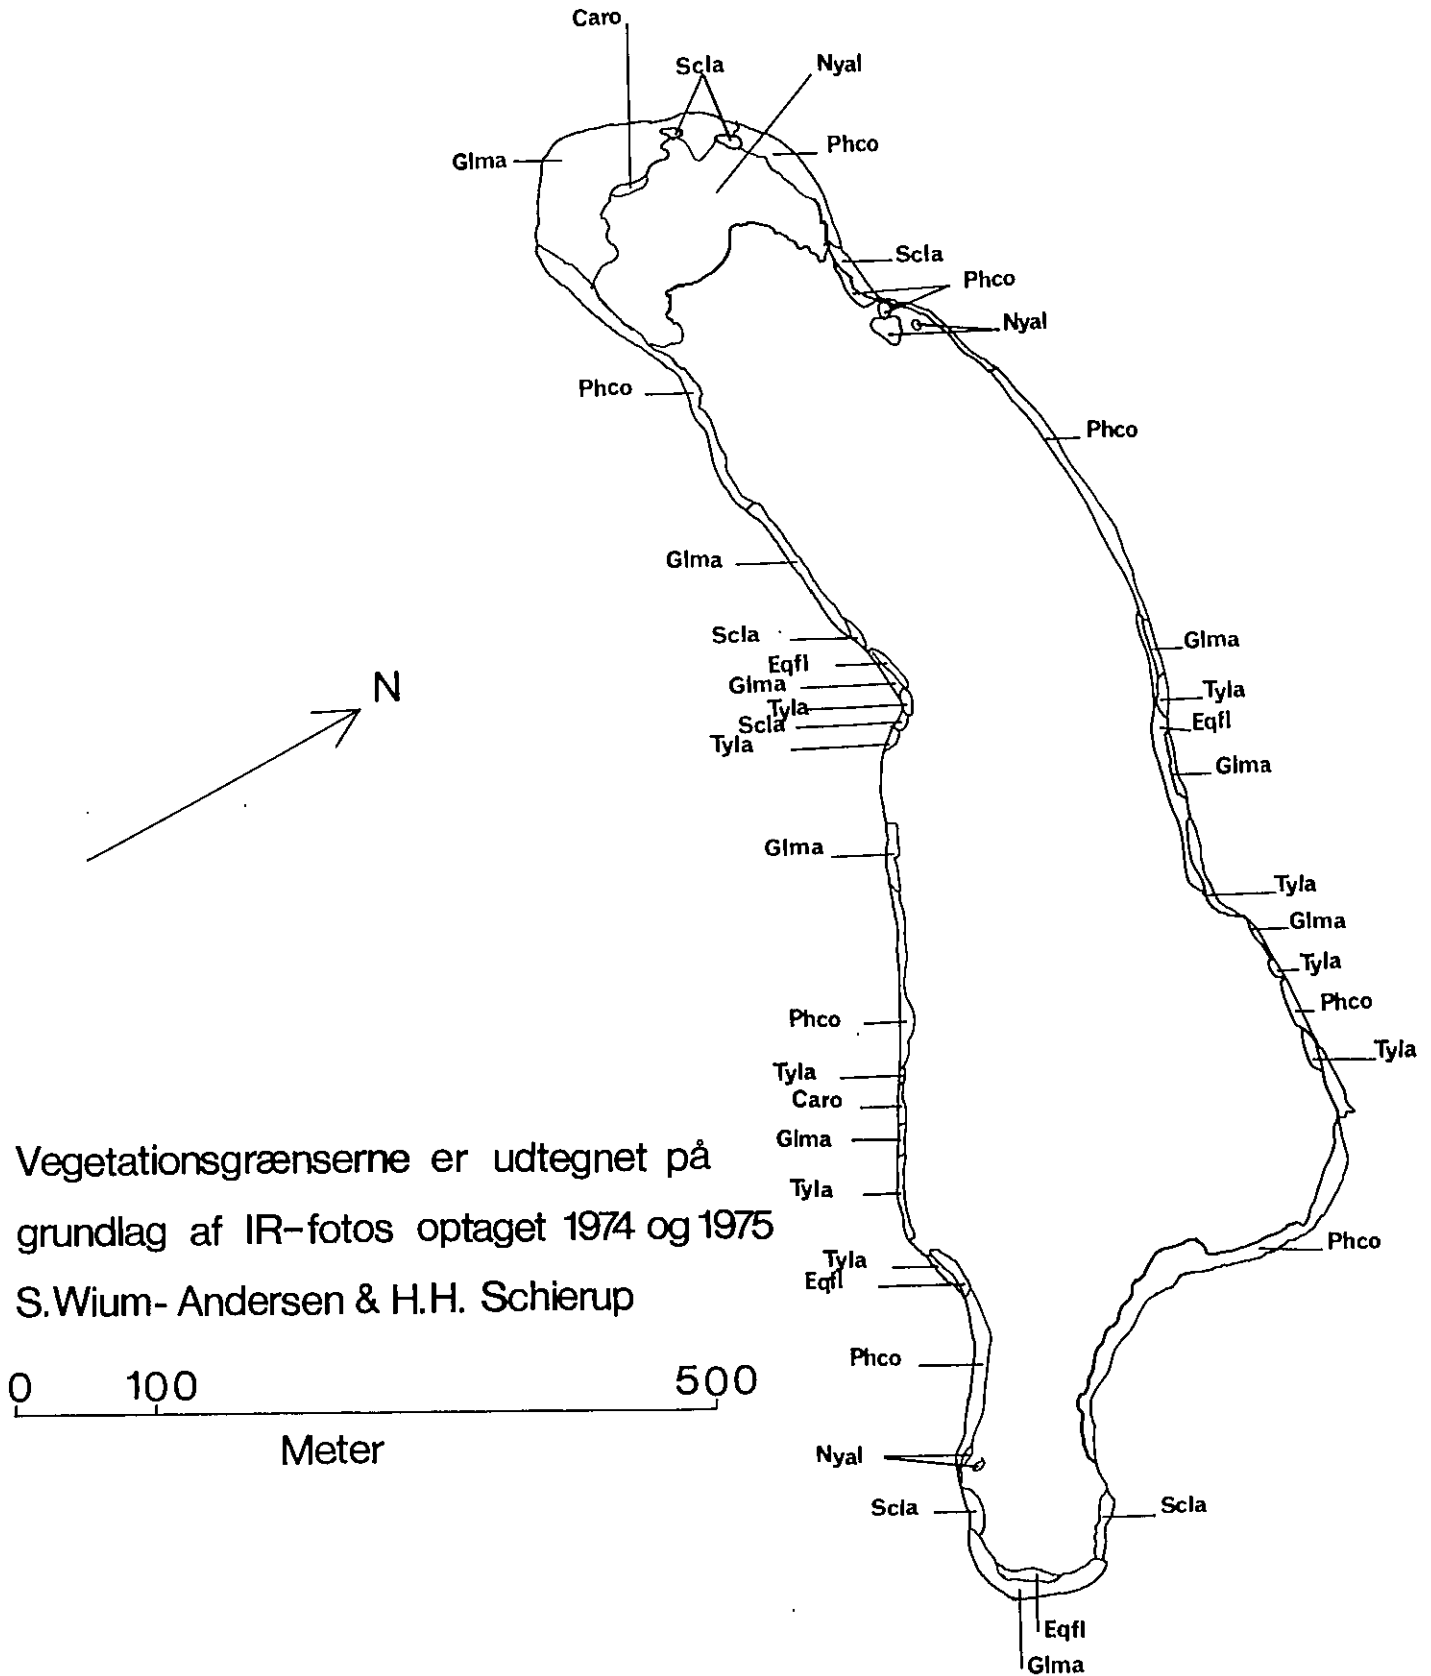 Caro
Scla
Nyal
Glma
Phco
Scla
Phco
Nyal
Phco
Phco
Glma
Scla
Glma
Eqfl
N
Glma
Tyla
Tyla
Scla
Eqfl
Tyla
Glma
Glma
Tyla
Glma
Tyla
Phco
Phco
Tyla
Tyla
Caro
Glma
Vegetationsgrænserne er udtegnet på
Tyla
grundlag af IR-fotos optaget 1974 og 1975
Phco
Tyla
Eqfl
S.Wium-Andersen & H.H. Schierup
Phco
0 100 500
Meter
Nyal
Scla
Scla
Eqfl
Glma